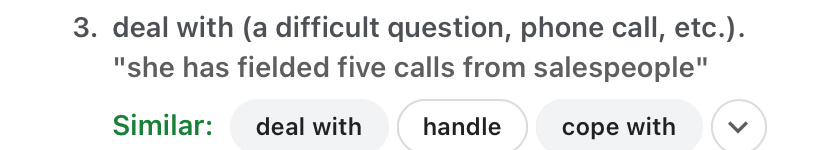 3. deal with (a difficult question, phone call, etc.).
"she has fielded five calls from salespeople"
Similar: deal with handle cope with